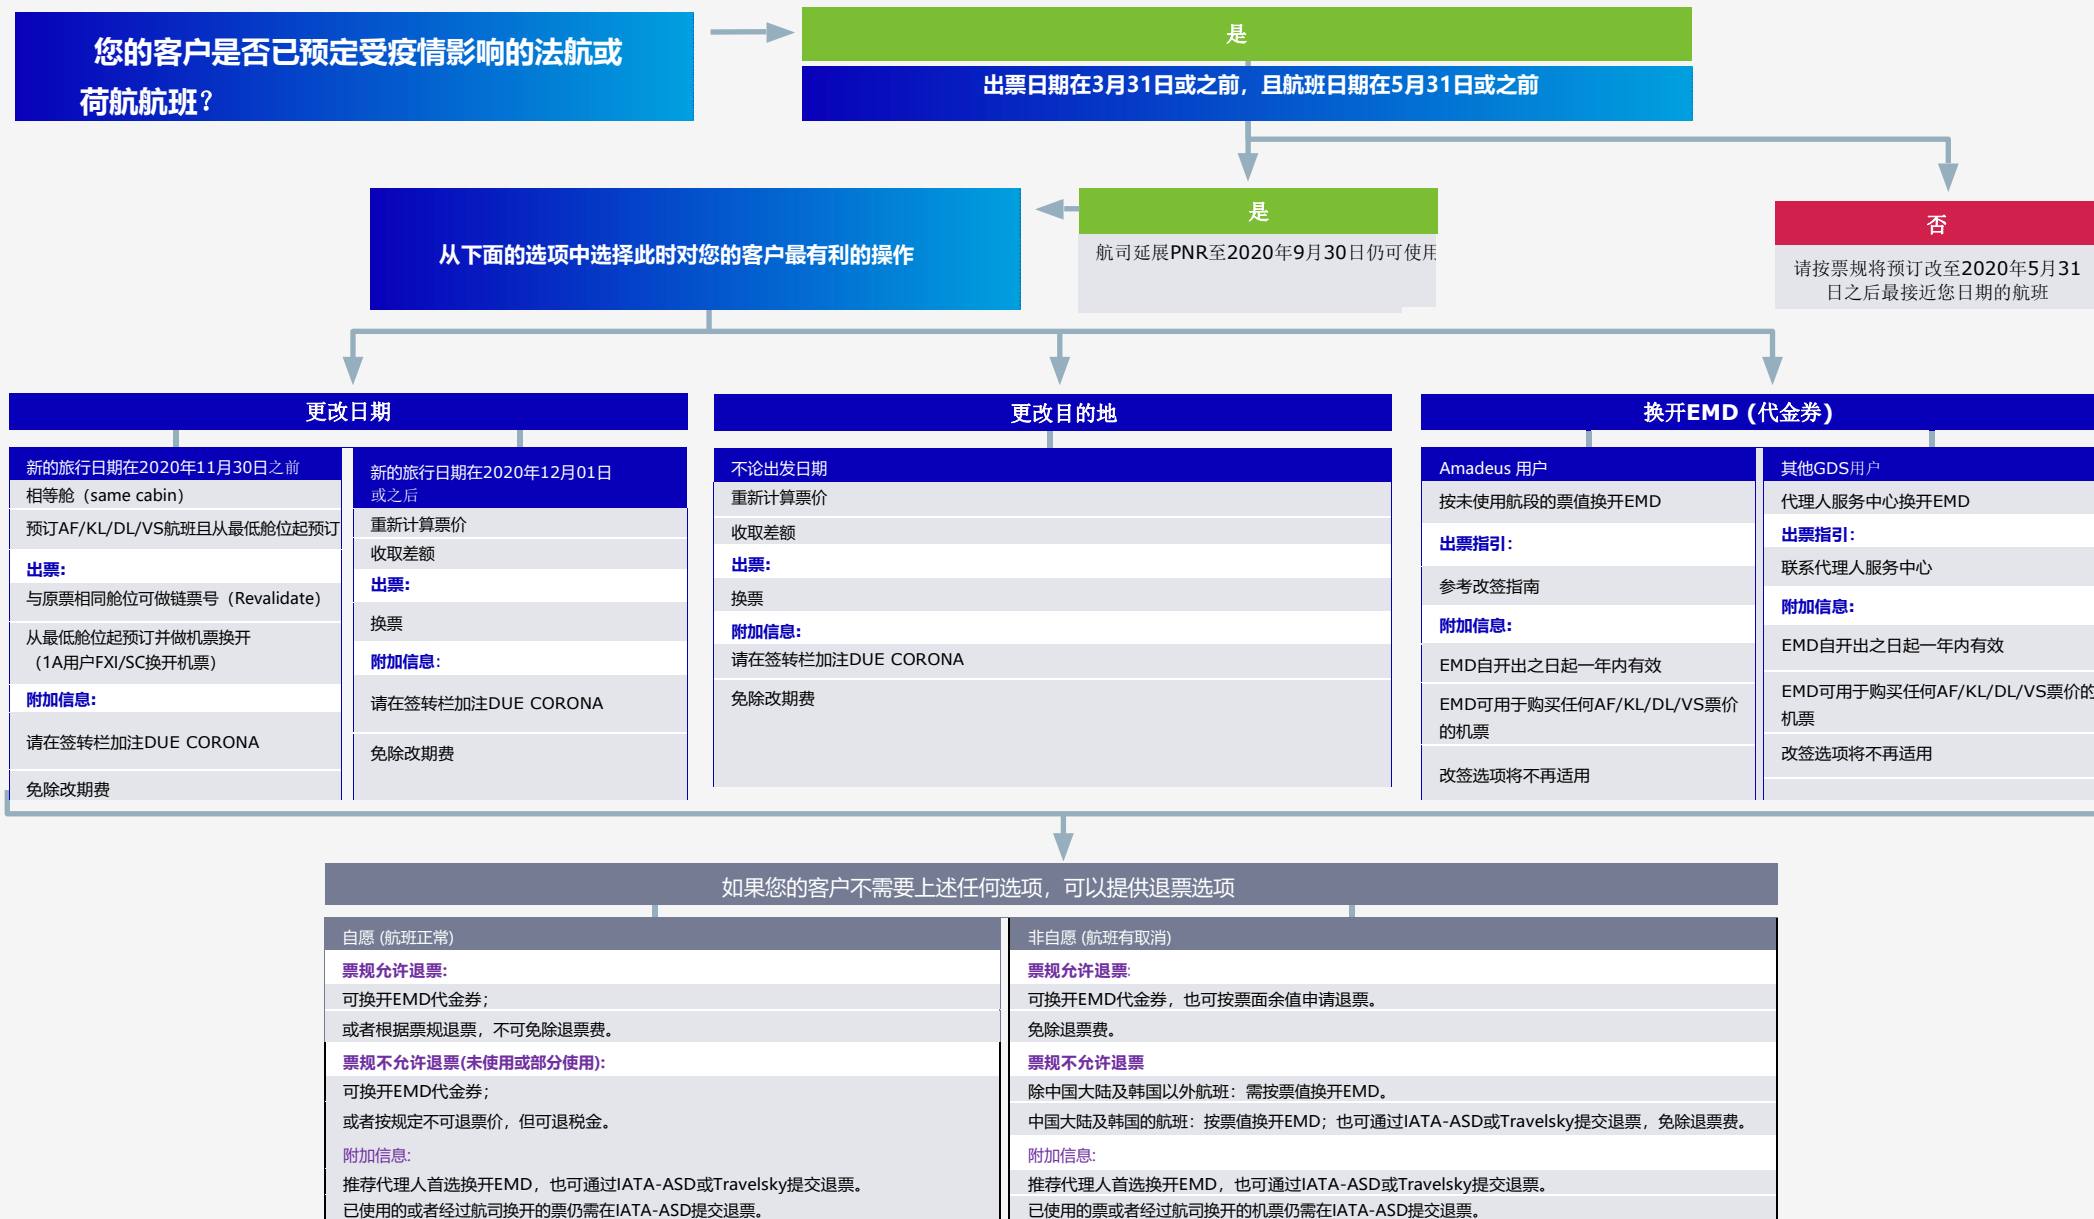 您的客户是否已预定受疫情影响的法航或
荷航航班?
是
出票日期在3月31日或之前，且航班日期在5月31日或之前
从下面的选项中选择此时对您的客户最有利的操作
是
航司延展PNR至2020年9月30日仍可使用
否
请按票规将预订改至2020年5月31
日之后最接近您日期的航班
更改日期
新的旅行日期在2020年11月30日之前
相等舱（same cabin）
预订AF/KL/DL/VS航班且从最低舱位起预订
出票:
与原票相同舱位可做链票号（Revalidate）
从最低舱位起预订并做机票换开
（1A用户FXI/SC换开机票）
附加信息:
请在签转栏加注DUE CORONA
免除改期费
新的旅行日期在2020年12月01日
或之后
重新计算票价
收取差额
出票:
换票
附加信息:
请在签转栏加注DUE CORONA
免除改期费
更改目的地
不论出发日期
重新计算票价
收取差额
出票:
换票
附加信息:
请在签转栏加注DUE CORONA
免除改期费
换开EMD (代金券)
Amadeus 用户
按未使用航段的票值换开EMD
出票指引:
参考改签指南
附加信息:
EMD自开出之日起一年内有效
EMD可用于购买任何AF/KL/DL/VS票价
的机票
改签选项将不再适用
其他GDS用户
代理人服务中心换开EMD
出票指引:
联系代理人服务中心
附加信息:
EMD自开出之日起一年内有效
EMD可用于购买任何AF/KL/DL/VS票价的
机票
改签选项将不再适用
如果您的客户不需要上述任何选项，可以提供退票选项
自愿 (航班正常)
票规允许退票:
可换开EMD代金券；
或者根据票规退票，不可免除退票费。
票规不允许退票(未使用或部分使用):
可换开EMD代金券；
或者按规定不可退票价，但可退税金。
附加信息:
推荐代理人首选换开EMD，也可通过IATA-ASD或Travelsky提交退票。
已使用的或者经过航司换开的票仍需在IATA-ASD提交退票。
非自愿 (航班有取消)
票规允许退票:
可换开EMD代金券，也可按票面余值申请退票。
免除退票费。
票规不允许退票
除中国大陆及韩国以外航班：需按票值换开EMD。
中国大陆及韩国的航班：按票值换开EMD；也可通过IATA-ASD或Travelsky提交退票，免除退票费。
附加信息:
推荐代理人首选换开EMD，也可通过IATA-ASD或Travelsky提交退票。
已使用的票或者经过航司换开的机票仍需在IATA-ASD提交退票。